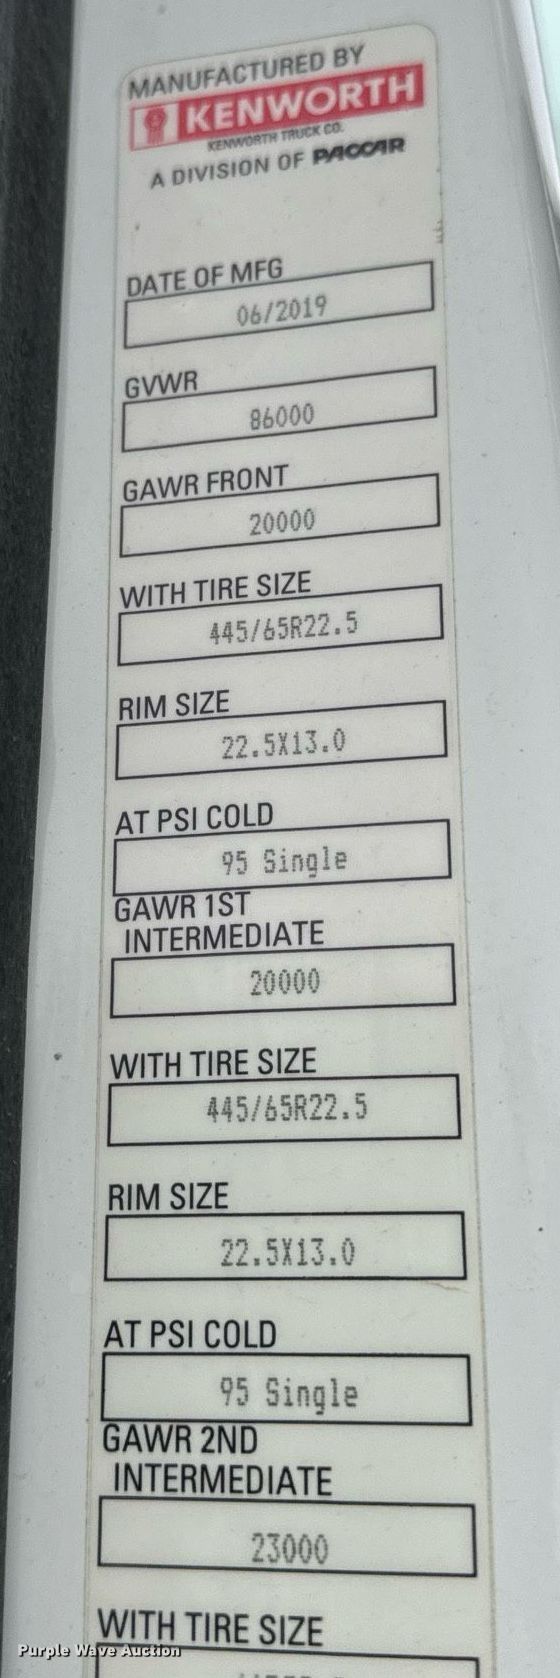 MANUFACTURED BY
KENWORTH
KENWORTH TRUCK CO.
A DIVISION OF PACCAR
DATE OF MFG
06/2019
GVWR
86000
GAWR FRONT
20000
WITH TIRE SIZE
445/65R22.5
RIM SIZE
22.5X13.0
AT PSI COLD
95 Single
GAWR 1ST
INTERMEDIATE
20000
WITH TIRE SIZE
445/65R22.5
RIM SIZE
22.5X13.0
AT PSI COLD
95 Single
GAWR 2ND
INTERMEDIATE
23000
WITH TIRE SIZE
Purple Wave Auction